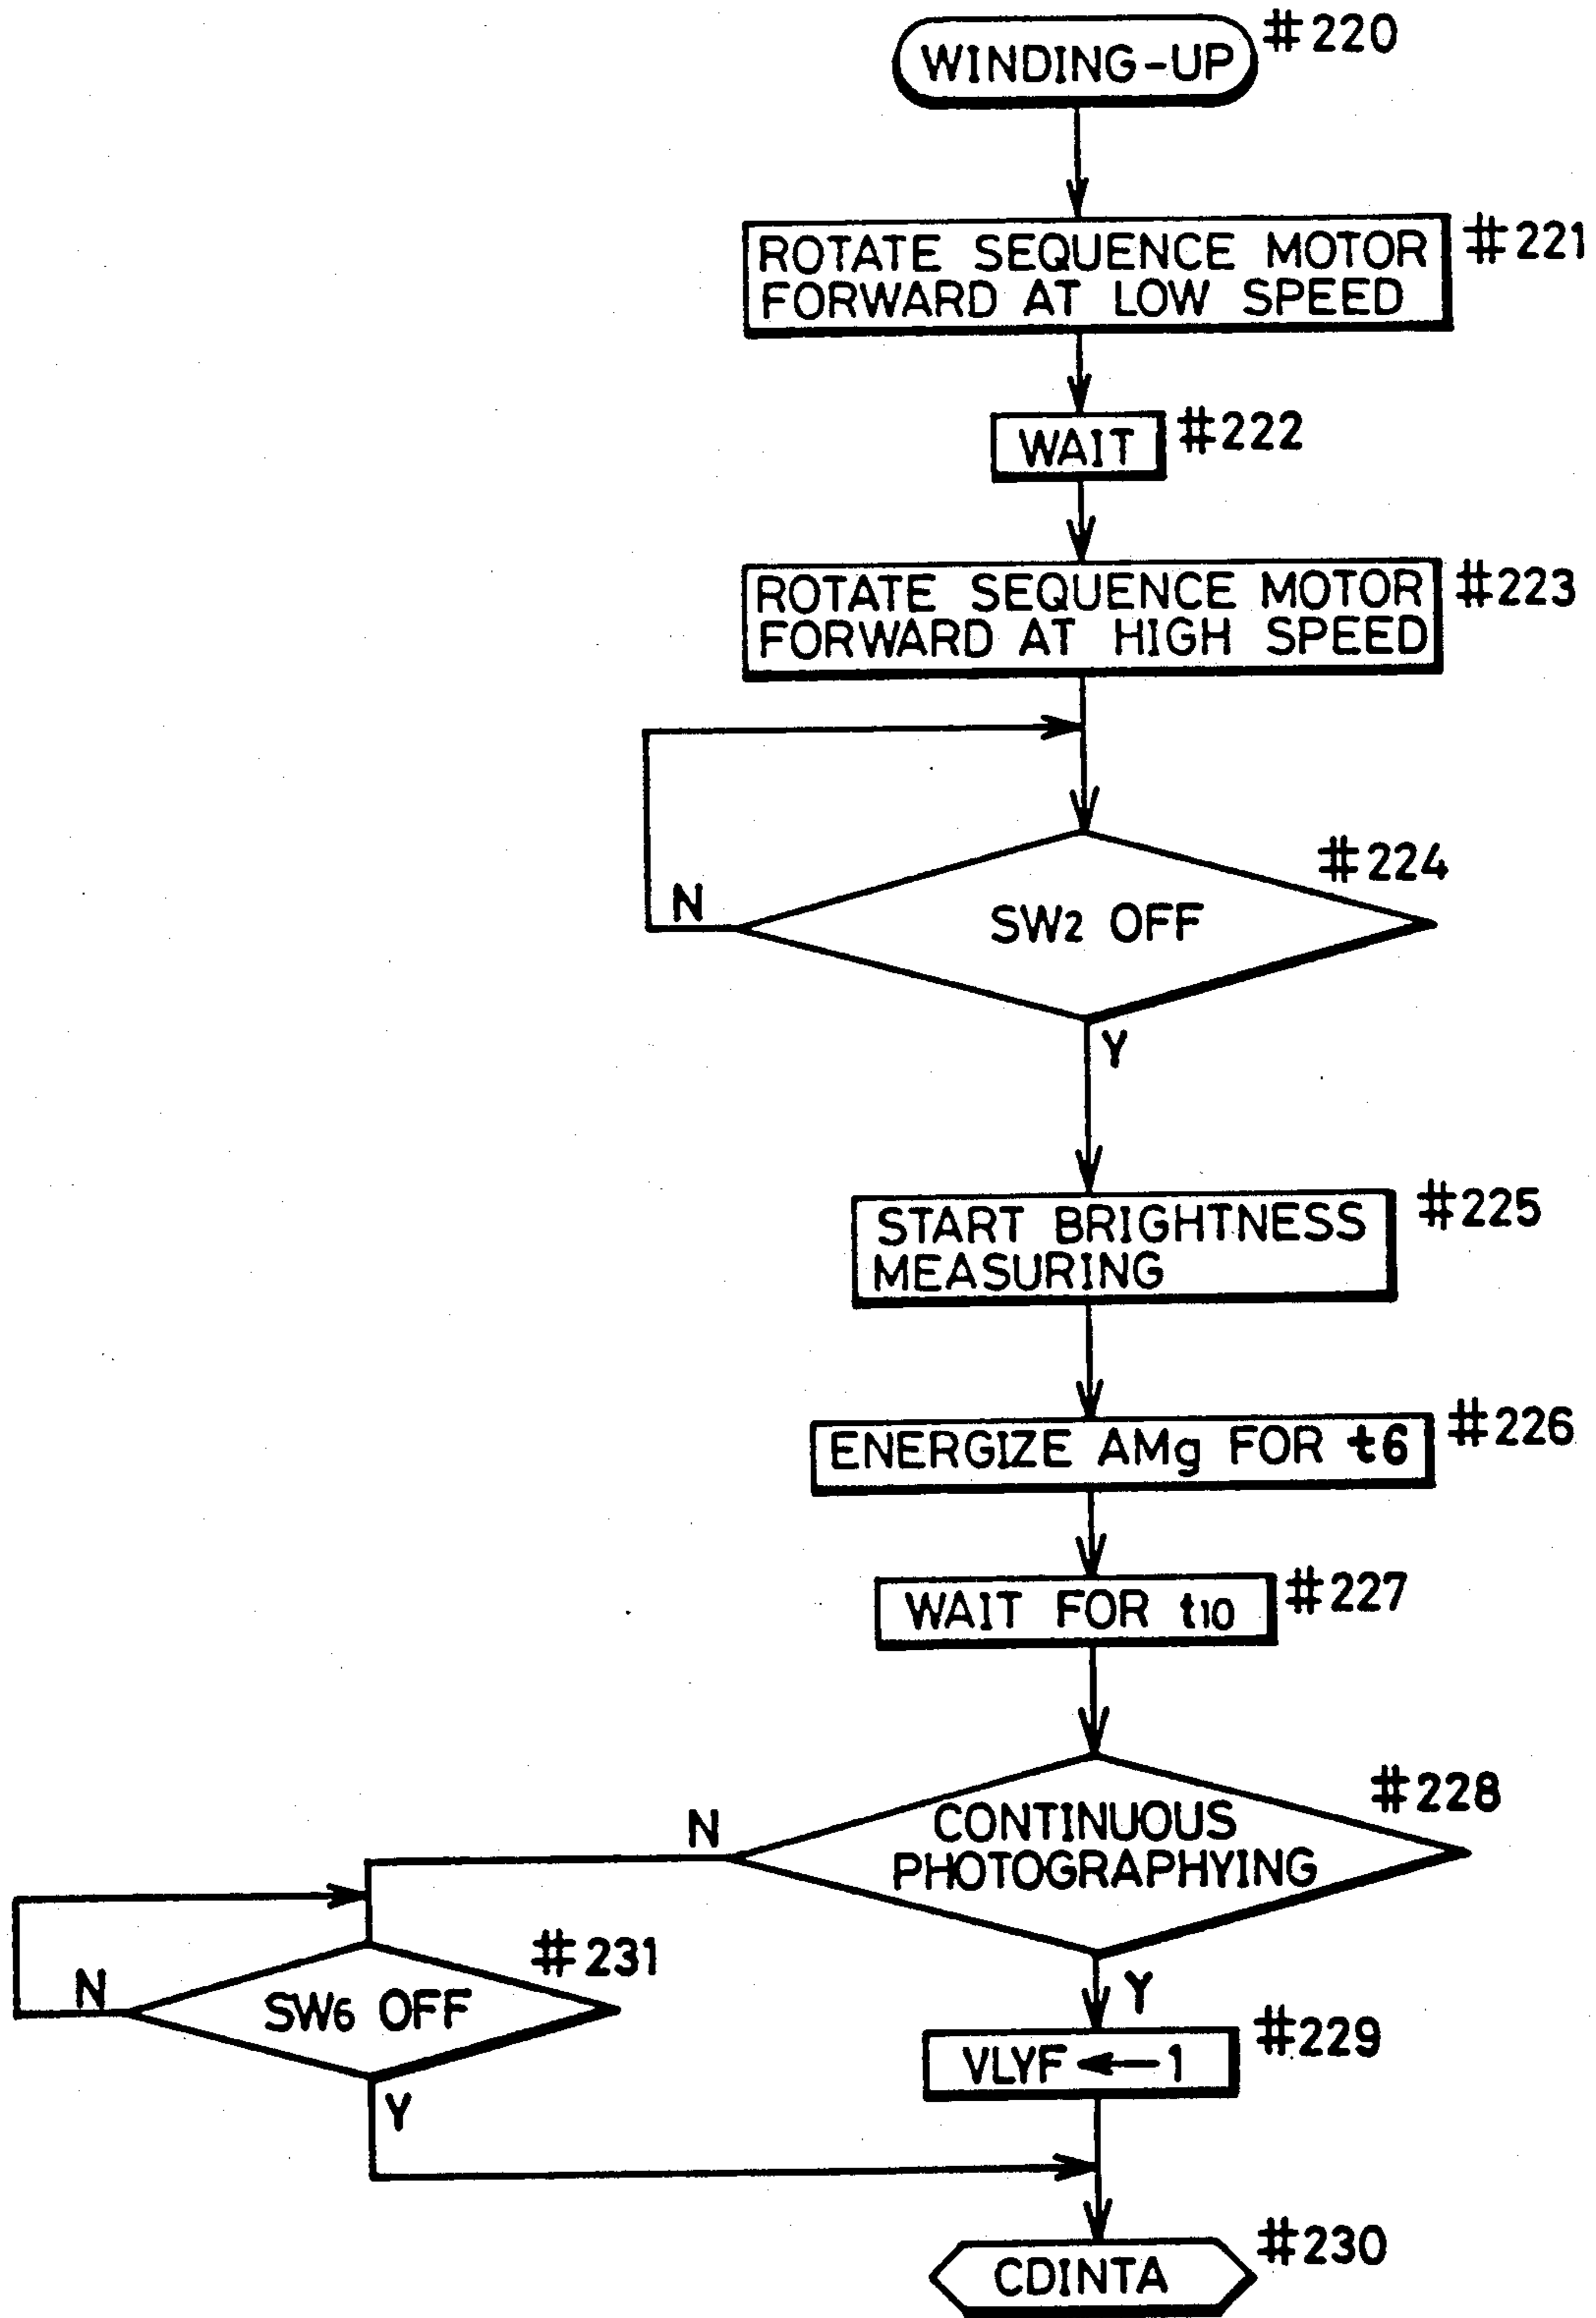 WINDING-UP #220
ROTATE SEQUENCE MOTOR #221
FORWARD AT LOW SPEED
WAIT #222
ROTATE SEQUENCE MOTOR #223
FORWARD AT HIGH SPEED
#224
N
SW2 OFF
Y
START BRIGHTNESS #225
MEASURING
ENERGIZE AMg FOR t6 #226
WAIT FOR t10 #227
#228
N
CONTINUOUS
PHOTOGRAPHYING
#231
N
SW6 OFF
Y
Y
VLYF ← 1 #229
CDINTA #230